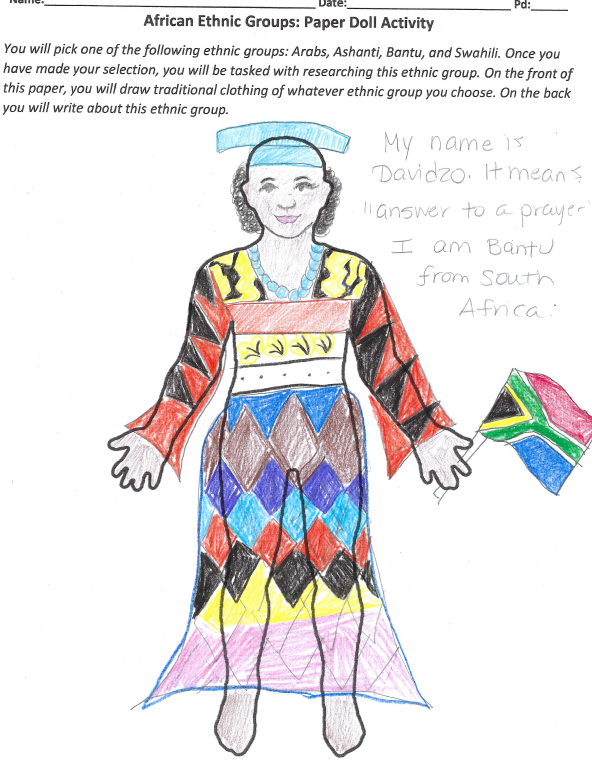 Name: Date: Pd:
African Ethnic Groups: Paper Doll Activity
You will pick one of the following ethnic groups: Arabs, Ashanti, Bantu, and Swahili. Once you
have made your selection, you will be tasked with researching this ethnic group. On the front of
this paper, you will draw traditional clothing of whatever ethnic group you choose. On the back
you will write about this ethnic group.
My name is
Davidzo. It means
"answer to a prayer"
I am Bantu
from South
Africa.